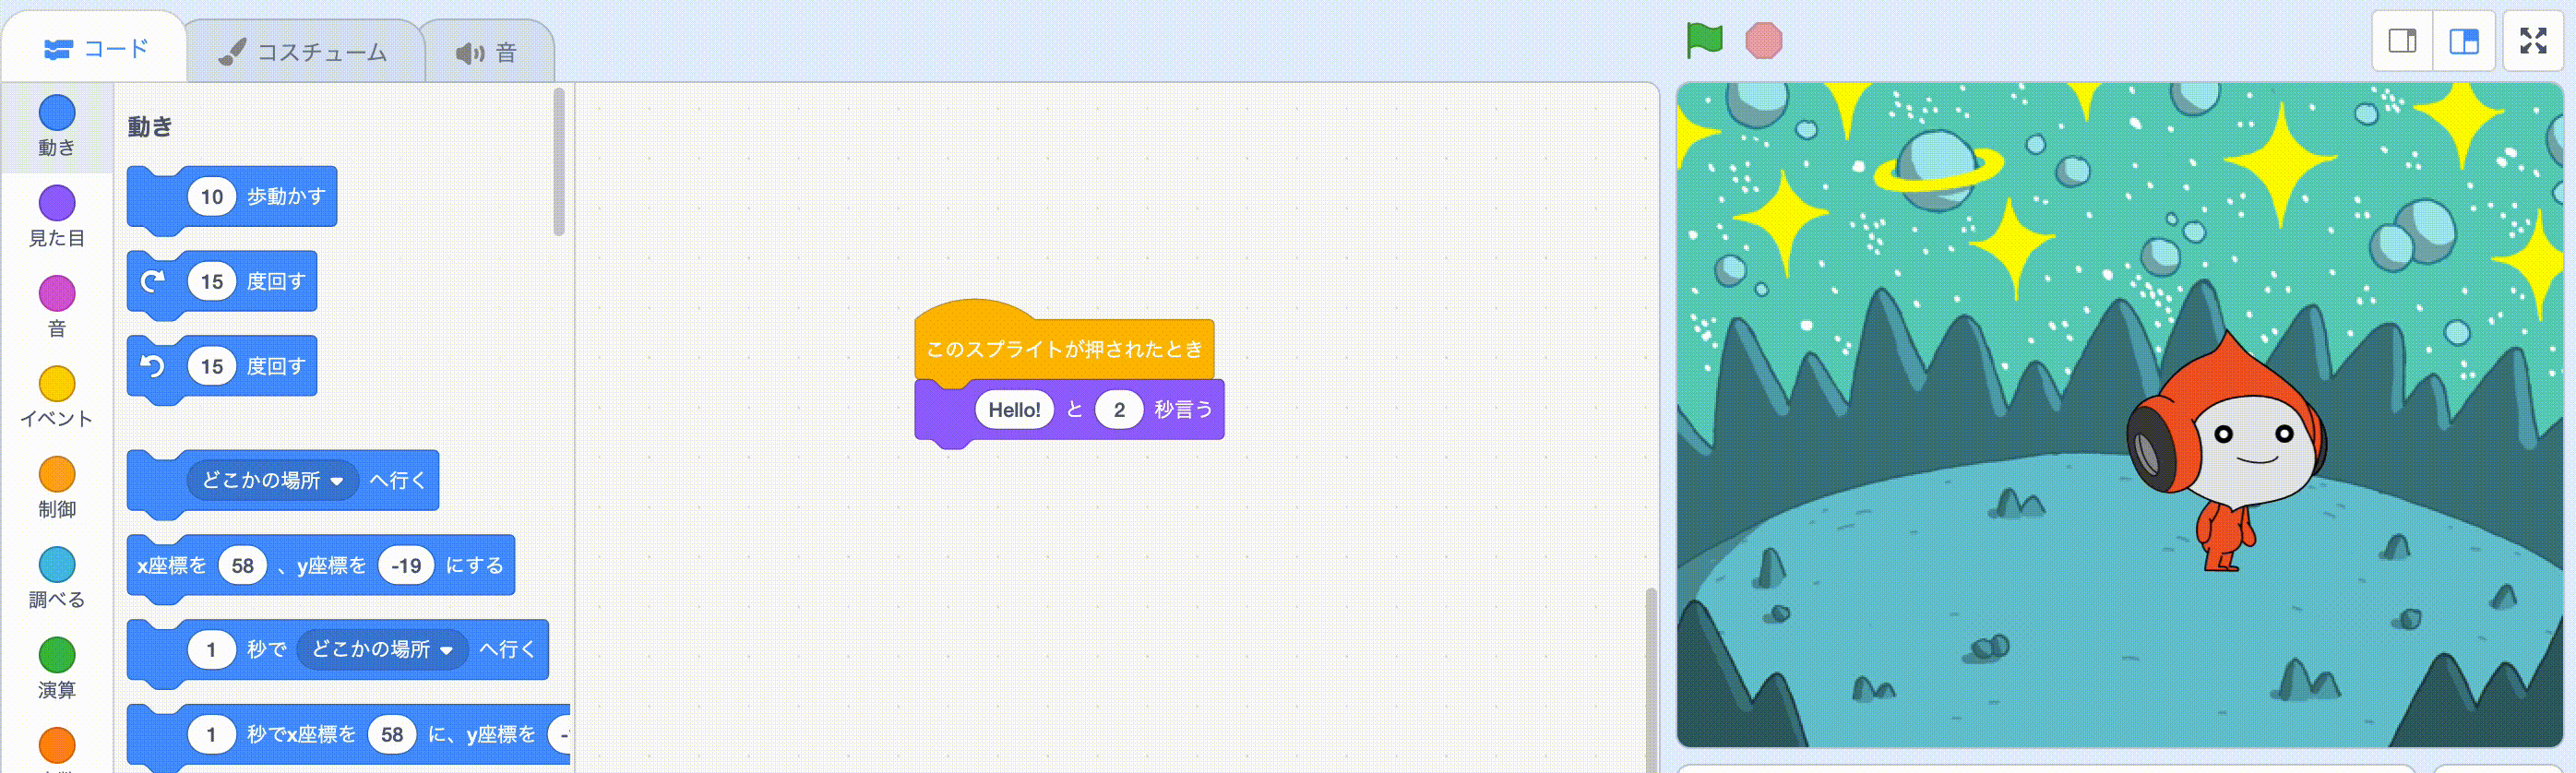 コード
コスチューム
音
動き
見た目
音
イベント
制御
調べる
演算
動き
10 歩動かす
15 度回す
15 度回す
どこかの場所 へ行く
x座標を 58 、y座標を -19 にする
1 秒で どこかの場所 へ行く
1 秒でx座標を 58 に、y座標を
このスプライトが押されたとき
Hello! と 2 秒言う